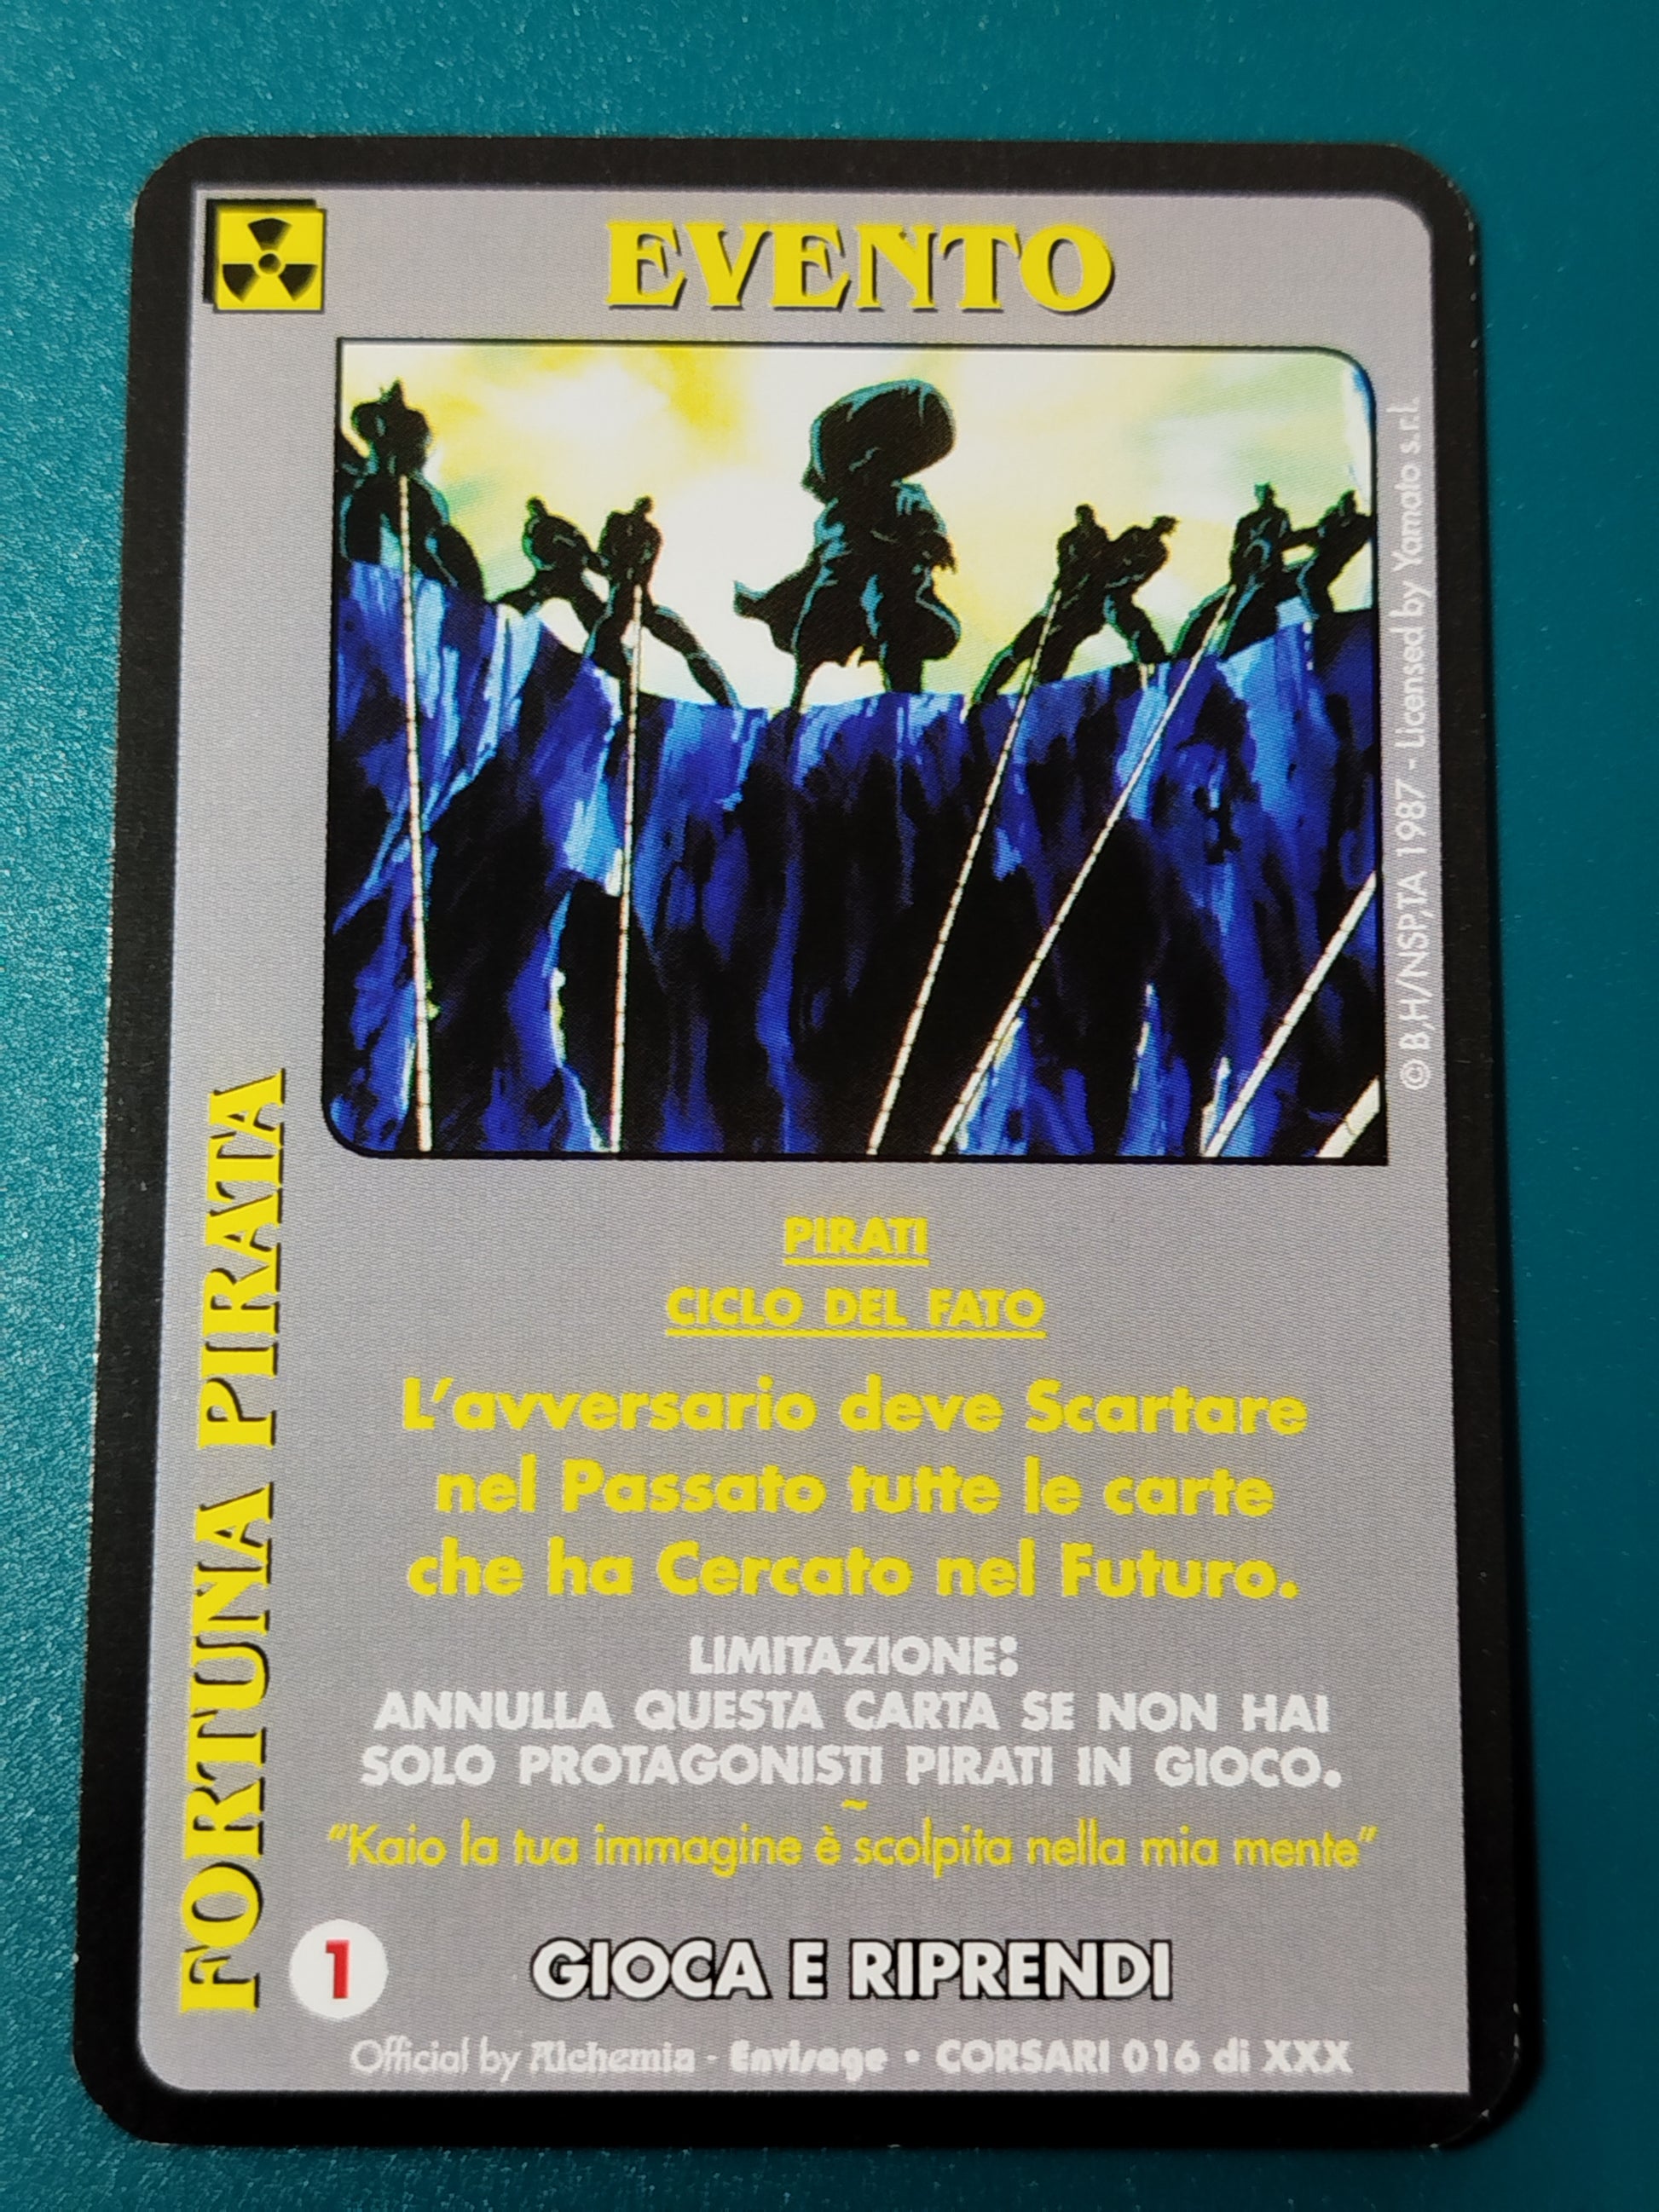 EVENTO
© B,H/NSP,TA 1987 - Licensed by Yamato s.r.l.
FORTUNA PIRATA
PIRATI
CICLO DEL FATO
L'avversario deve Scartare
nel Passato tutte le carte
che ha Cercato nel Futuro.
LIMITAZIONE:
ANNULLA QUESTA CARTA SE NON HAI
SOLO PROTAGONISTI PIRATI IN GIOCO.
~
"Kaio la tua immagine è scolpita nella mia mente"
1
GIOCA E RIPRENDI
Official by Alchemia - Envisage • CORSARI 016 di XXX